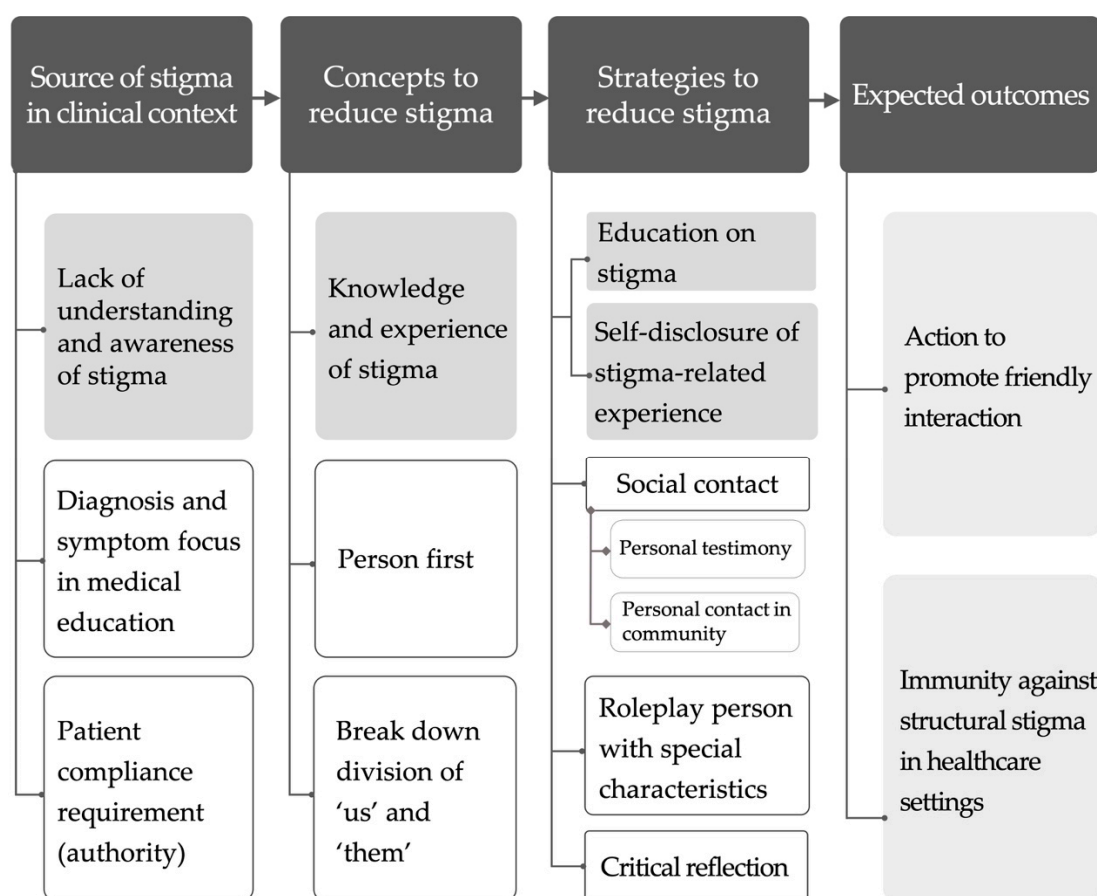 Source of stigma
in clinical context
Concepts to
reduce stigma
Strategies to
reduce stigma
Expected outcomes
Lack of
understanding
and awareness
of stigma
Diagnosis and
symptom focus
in medical
education
Patient
compliance
requirement
(authority)
Knowledge
and experience
of stigma
Person first
Break down
division of
‘us’ and
‘them’
Education on
stigma
Self-disclosure of
stigma-related
experience
Social contact
Personal testimony
Personal contact in
community
Roleplay person
with special
characteristics
Critical reflection
Action to
promote friendly
interaction
Immunity against
structural stigma
in healthcare
settings